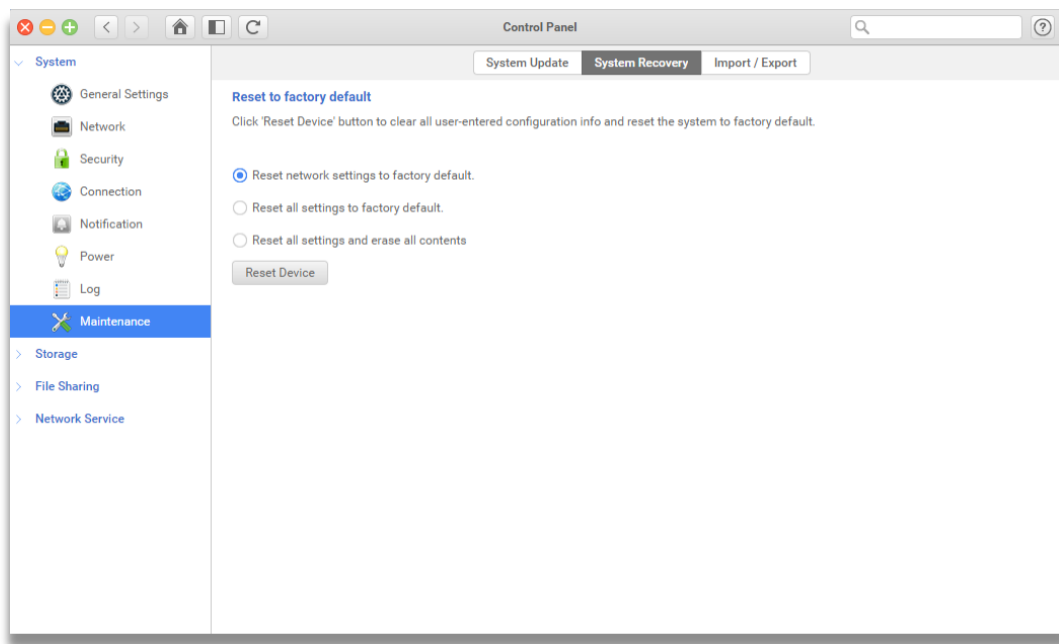 Control Panel
System
General Settings
Network
Security
Connection
Notification
Power
Log
Maintenance
Storage
File Sharing
Network Service
System Update
System Recovery
Import / Export
Reset to factory default
Click 'Reset Device' button to clear all user-entered configuration info and reset the system to factory default.
Reset network settings to factory default.
Reset all settings to factory default.
Reset all settings and erase all contents
Reset Device